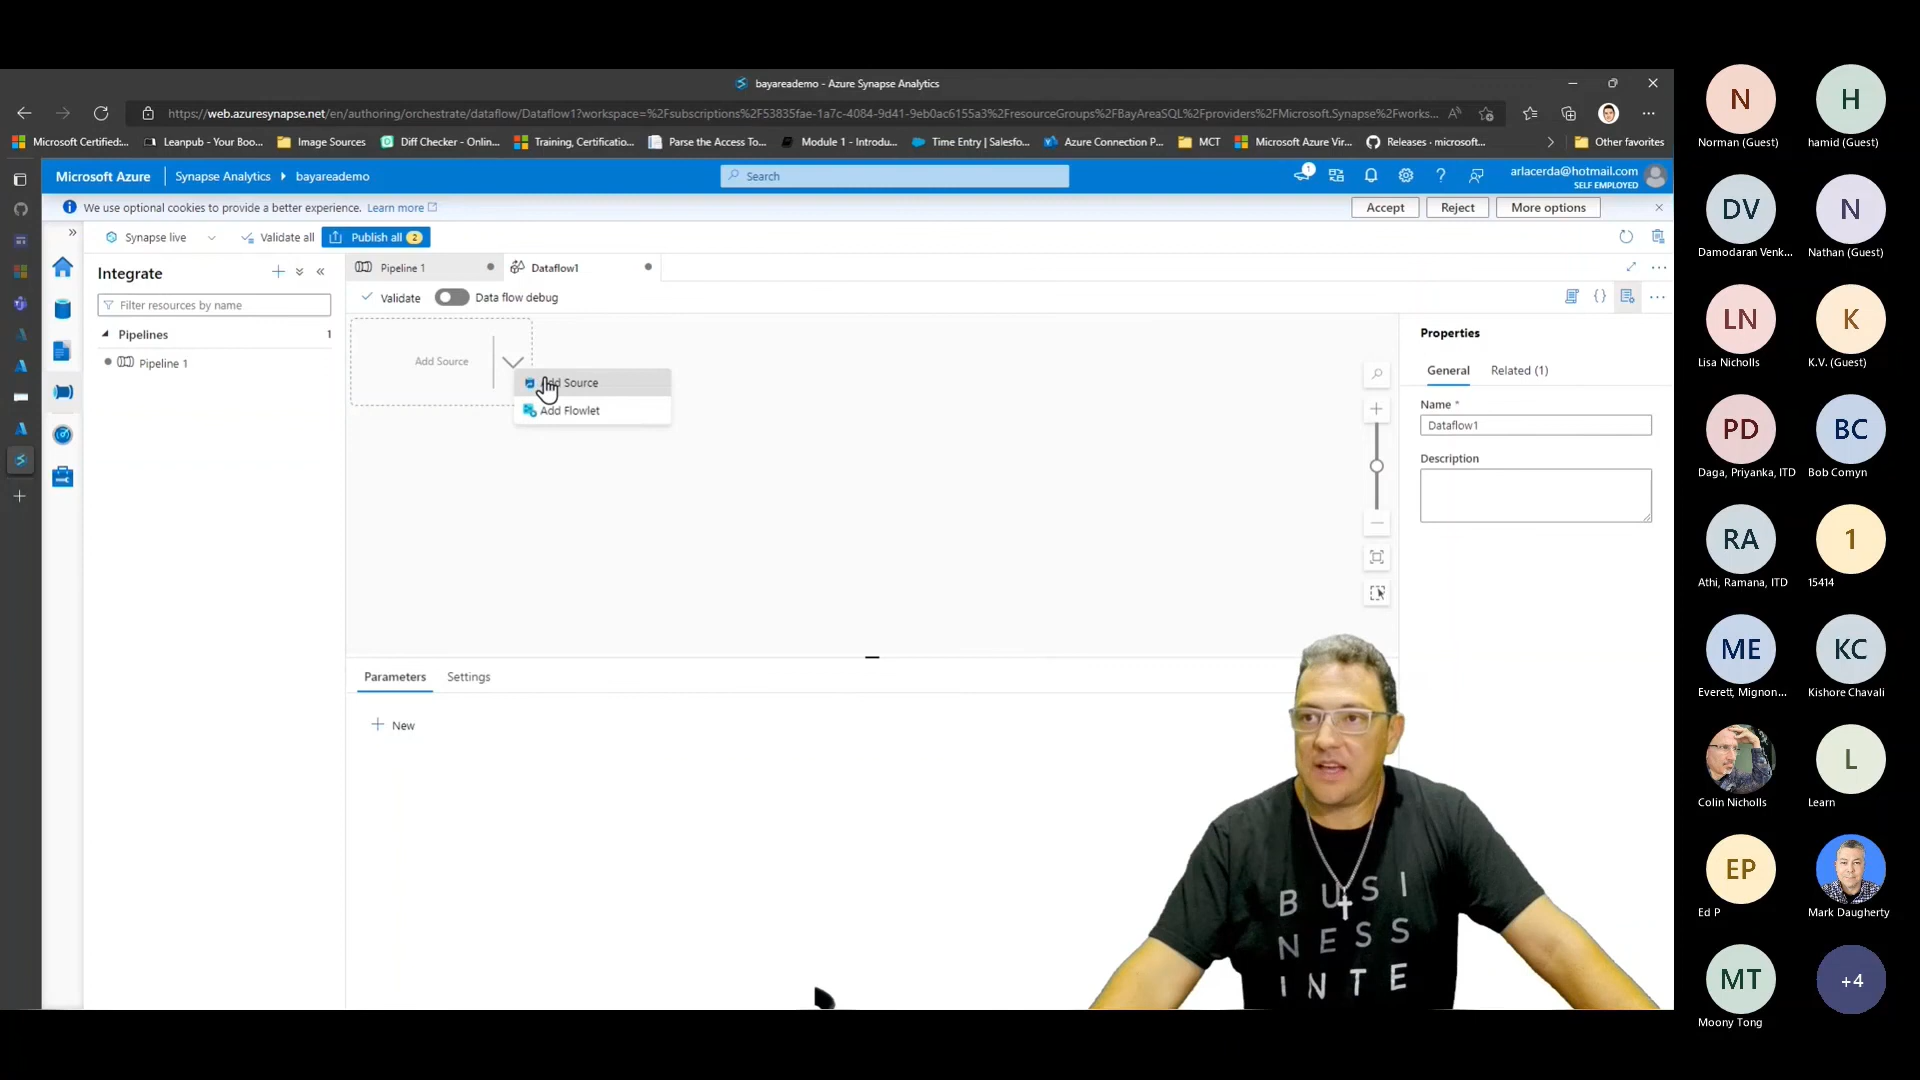 bayareademo - Azure Synapse Analytics
https://web.azuresynapse.net/en/authoring/orchestrate/dataflow/Dataflow1?workspace=%2Fsubscriptions%2F53835fae-1a7c-4084-9d41-9eb0ac6155a3%2FresourceGroups%2FBayAreaSQL%2Fproviders%2FMicrosoft.Synapse%2Fworks...
Microsoft Certified:...
Leanpub - Your Boo...
Image Sources
Diff Checker - Onlin...
Training, Certificatio...
Parse the Access To...
Module 1 - Introdu...
Time Entry | Salesfo...
Azure Connection P...
MCT
Microsoft Azure Vir...
Releases · microsoft...
Other favorites
Microsoft Azure
Synapse Analytics
bayareademo
Search
1
arlacerda@hotmail.com
SELF EMPLOYED
We use optional cookies to provide a better experience. Learn more
Accept
Reject
More options
Synapse live
Validate all
Publish all 2
Integrate
Filter resources by name
Pipelines 1
Pipeline 1
Pipeline 1
Dataflow1
Validate
Data flow debug
Add Source
Source
Add Flowlet
Parameters
Settings
New
Properties
General
Related (1)
Name *
Dataflow1
Description
BUSI
NESS
INTE
N
Norman (Guest)
H
hamid (Guest)
DV
Damodaran Venk...
N
Nathan (Guest)
LN
Lisa Nicholls
K
K.V. (Guest)
PD
Daga, Priyanka, ITD
BC
Bob Comyn
RA
Athi, Ramana, ITD
1
15414
ME
Everett, Mignon...
KC
Kishore Chavali
Colin Nicholls
L
Learn
EP
Ed P
Mark Daugherty
MT
Moony Tong
+4